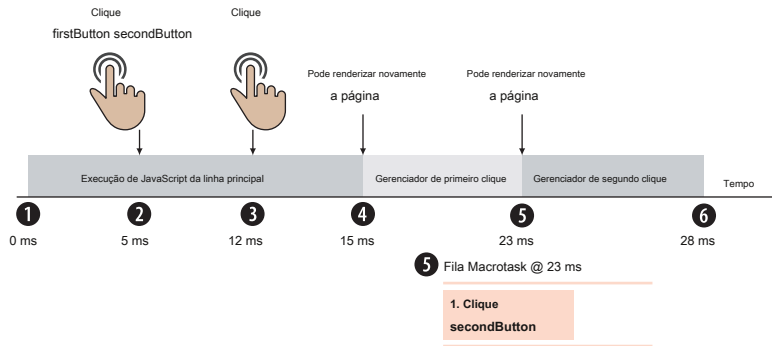 Clique
Clique
firstButton secondButton
Pode renderizar novamente
a página
Pode renderizar novamente
a página
Execução de JavaScript da linha principal
Gerenciador de primeiro clique
Gerenciador de segundo clique
Tempo
1
2
3
4
5
6
0 ms
5 ms
12 ms
15 ms
23 ms
28 ms
5 Fila Macrotask @ 23 ms
1. Clique
secondButton